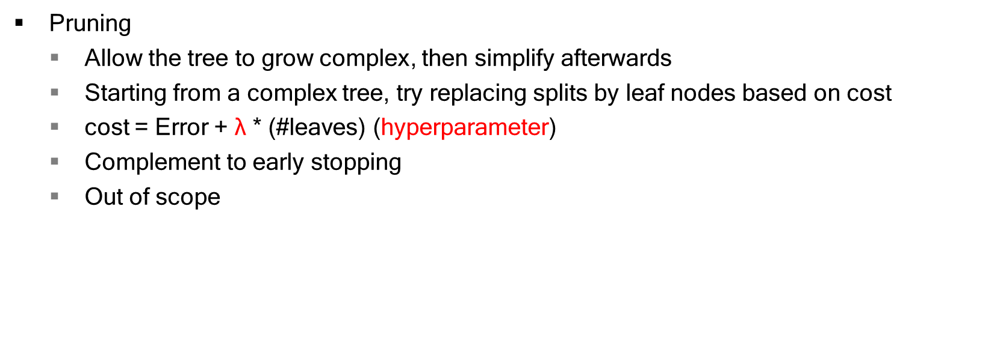 Pruning
Allow the tree to grow complex, then simplify afterwards
Starting from a complex tree, try replacing splits by leaf nodes based on cost
cost = Error + λ * (#leaves) (hyperparameter)
Complement to early stopping
Out of scope